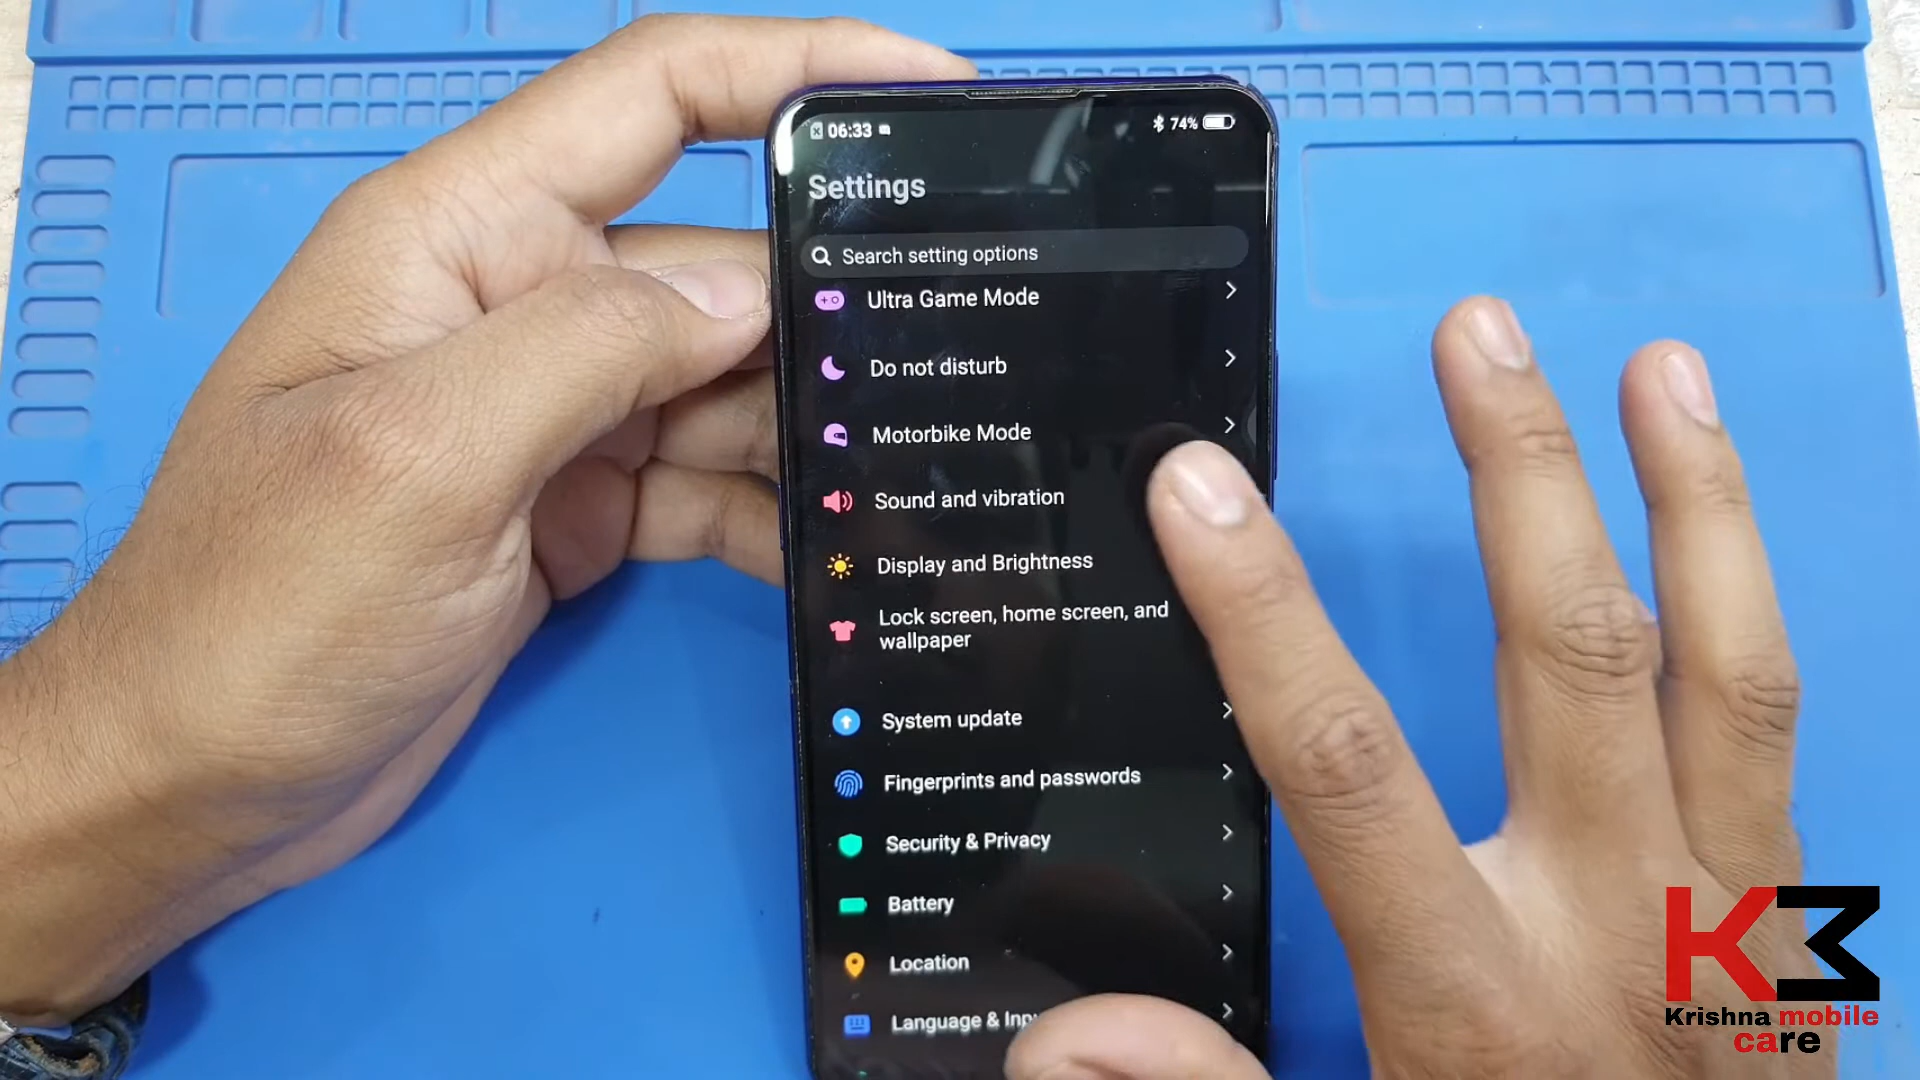 06:33
74%
Settings
Search setting options
Ultra Game Mode
Do not disturb
Motorbike Mode
Sound and vibration
Display and Brightness
Lock screen, home screen, and
wallpaper
System update
Fingerprints and passwords
Security & Privacy
Battery
Location
Language &
K3
Krishna mobile
care